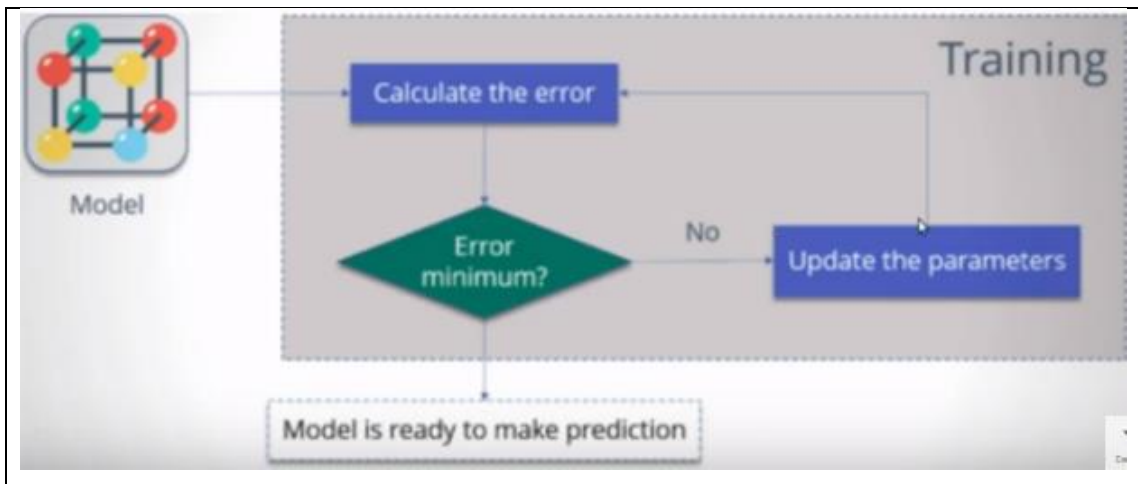 Training
Calculate the error
Model
Error
minimum?
No
Update the parameters
Model is ready to make prediction